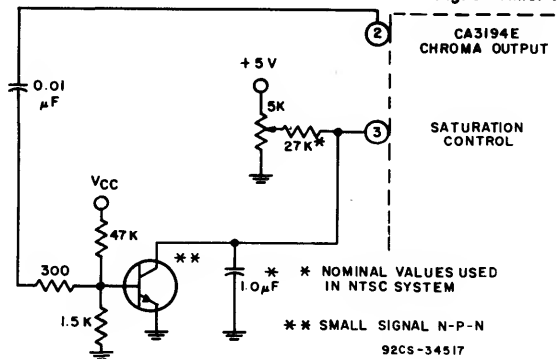 2
CA3194E
CHROMA OUTPUT
0.01
µF
+5V
5K
27K*
3
SATURATION
CONTROL
VCC
47K
**
300
1.0µF
*
* NOMINAL VALUES USED
IN NTSC SYSTEM
1.5K
** SMALL SIGNAL N-P-N
92CS-34517